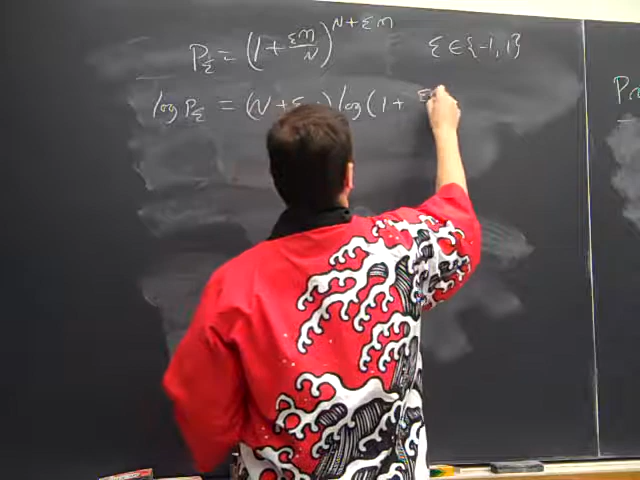 P_ε = (1 + εm/N)^{N+εm}   ε ∈ {-1, 1}
log P_ε = (N + ε ) log(1 + ε